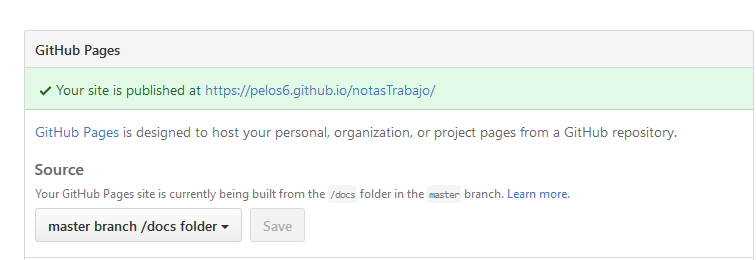 GitHub Pages
✓ Your site is published at https://pelos6.github.io/notasTrabajo/
GitHub Pages is designed to host your personal, organization, or project pages from a GitHub repository.
Source
Your GitHub Pages site is currently being built from the /docs folder in the master branch. Learn more.
master branch /docs folder Save